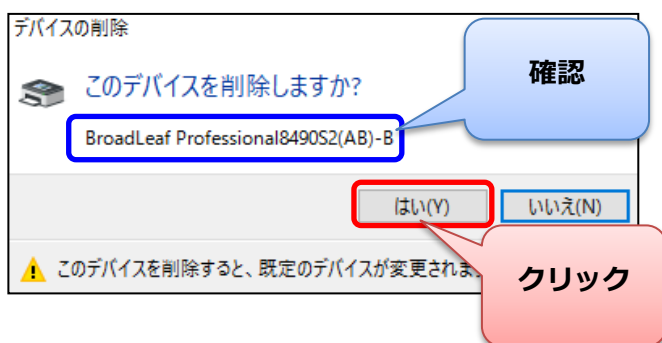 デバイスの削除
確認
このデバイスを削除しますか?
BroadLeaf Professional8490S2(AB)-B
はい(Y)
いいえ(N)
このデバイスを削除すると、既定のデバイスが変更されま
クリック